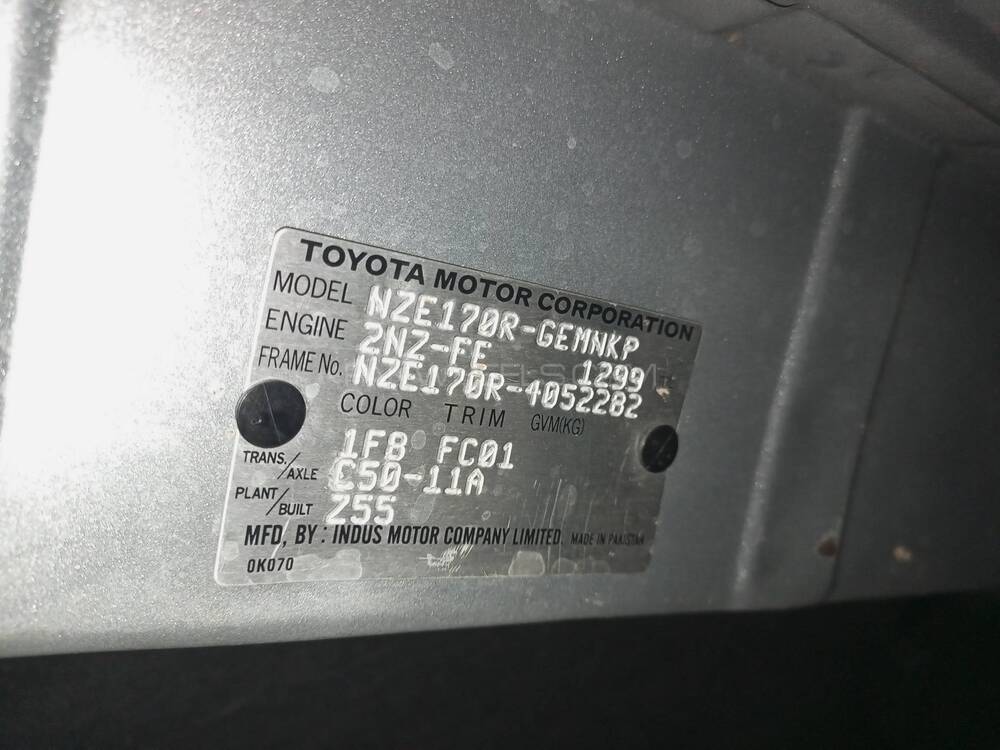 TOYOTA MOTOR CORPORATION
MODEL NZE170R-GEMNKP
ENGINE 2NZ-FE 1299
FRAME No. NZE170R-4052282
COLOR TRIM GVM(KG)
1F8 FC01
TRANS./AXLE C50-11A
PLANT/BUILT Z55
MFD, BY : INDUS MOTOR COMPANY LIMITED. MADE IN PAKISTAN
0K070